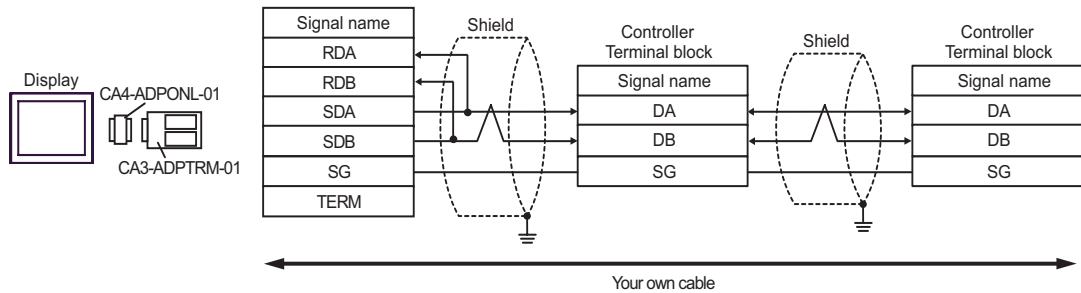 Display
CA4-ADPONL-01
CA3-ADPTRM-01
Signal name
RDA
RDB
SDA
SDB
SG
TERM
Shield
Controller
Terminal block
Signal name
DA
DB
SG
Shield
Controller
Terminal block
Signal name
DA
DB
SG
Your own cable